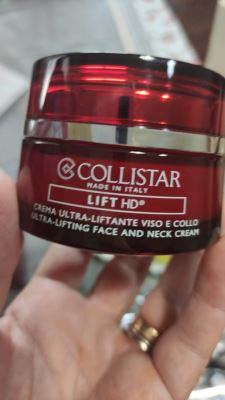 COLLISTAR
MADE IN ITALY
LIFT HD®
CREMA ULTRA-LIFTANTE VISO E COLLO
ULTRA-LIFTING FACE AND NECK CREAM